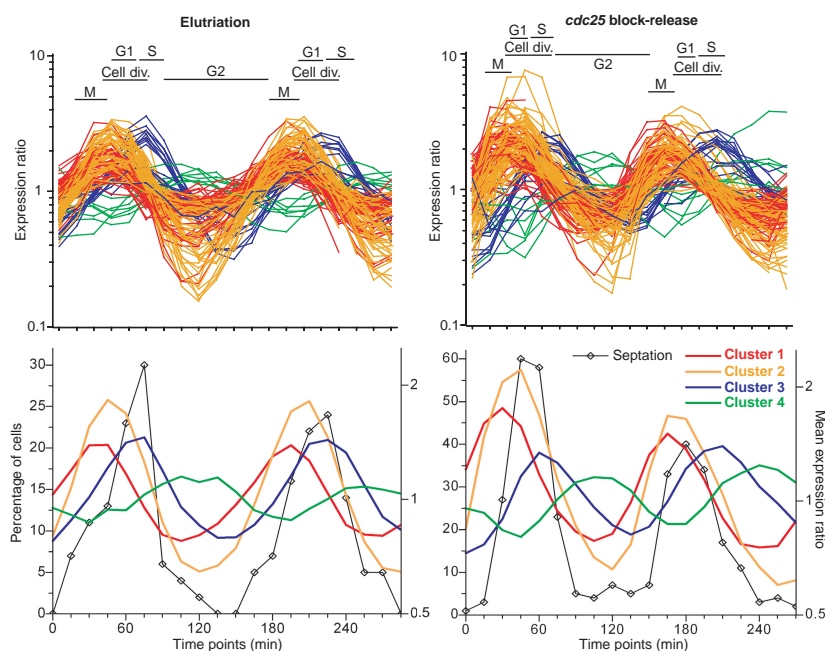 Elutriation
cdc25 block-release
10
G1 S
Cell div.
M
G2
G1 S
Cell div.
M
Expression ratio
1
0.1
10
G1 S
Cell div.
M
G2
G1 S
Cell div.
M
Expression ratio
1
0.1
30
25
20
15
10
5
0
Percentage of cells
2
1
0.5
0 60 120 180 240
Time points (min)
60
50
40
30
20
10
0
Septation
Cluster 1
Cluster 2
Cluster 3
Cluster 4
2
1
0.5
Mean expression ratio
0 60 120 180 240
Time points (min)